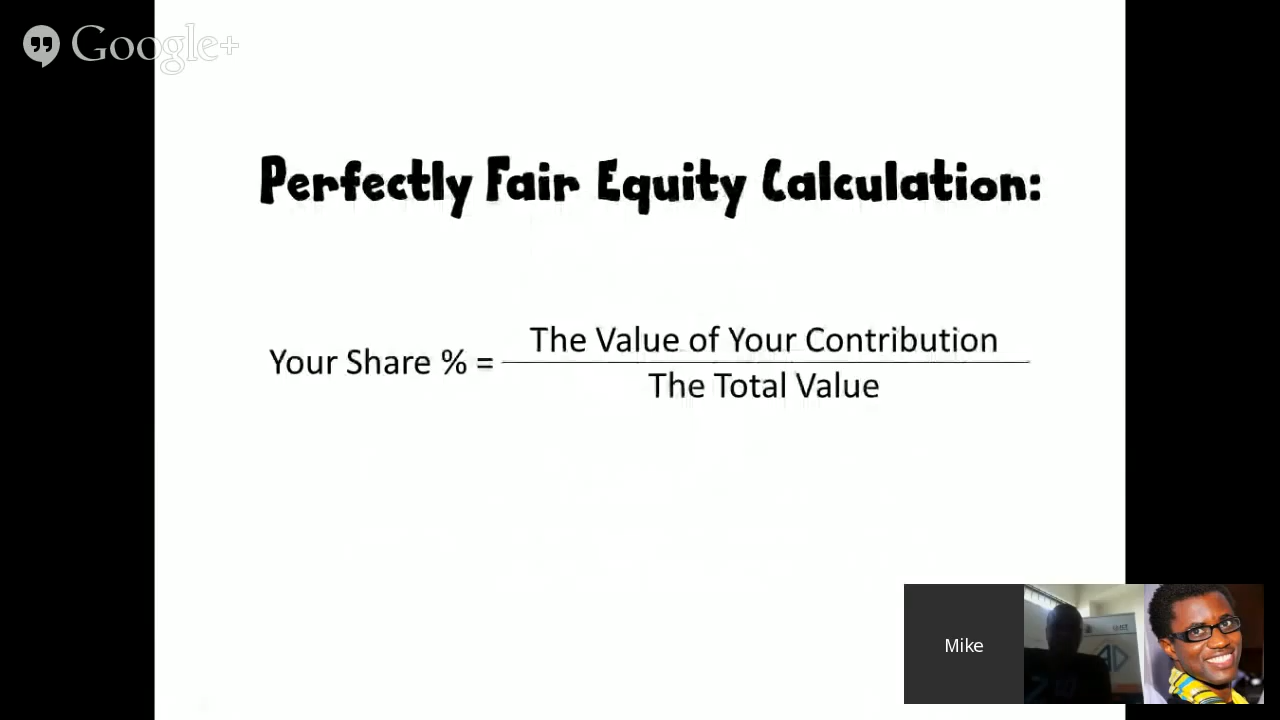 Google+
Perfectly Fair Equity Calculation:
The Value of Your Contribution
Your Share % =
The Total Value
Mike